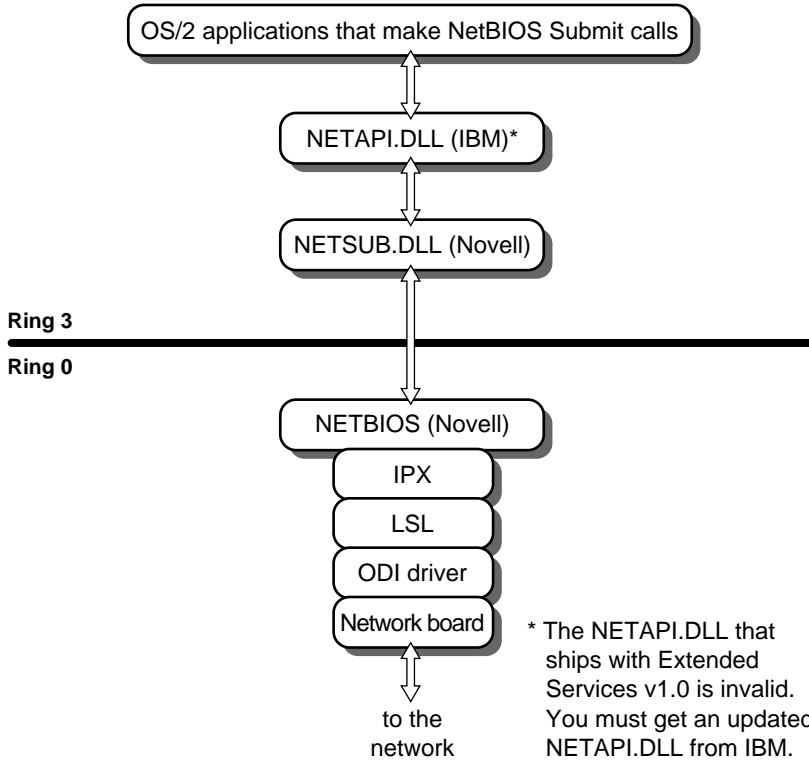 OS/2 applications that make NetBIOS Submit calls
NETAPI.DLL (IBM)*
NETSUB.DLL (Novell)
Ring 3
Ring 0
NETBIOS (Novell)
IPX
LSL
ODI driver
Network board
to the
network
* The NETAPI.DLL that
ships with Extended
Services v1.0 is invalid.
You must get an updated
NETAPI.DLL from IBM.